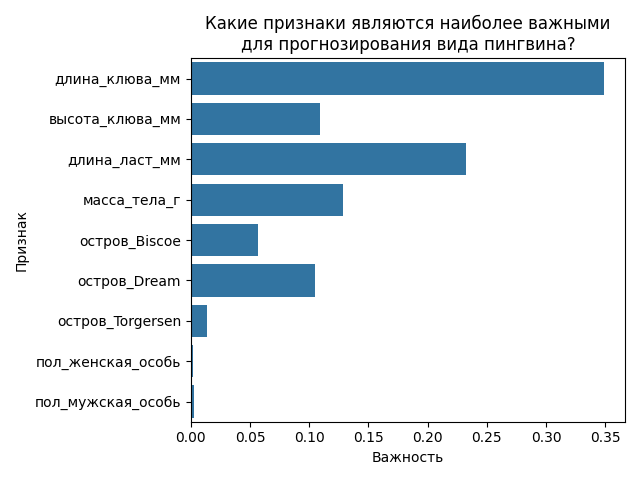 Какие признаки являются наиболее важными
для прогнозирования вида пингвина?
длина_клюва_мм
высота_клюва_мм
длина_ласт_мм
масса_тела_г
остров_Biscoe
остров_Dream
остров_Torgersen
пол_женская_особь
пол_мужская_особь
Признак
0.00 0.05 0.10 0.15 0.20 0.25 0.30 0.35
Важность